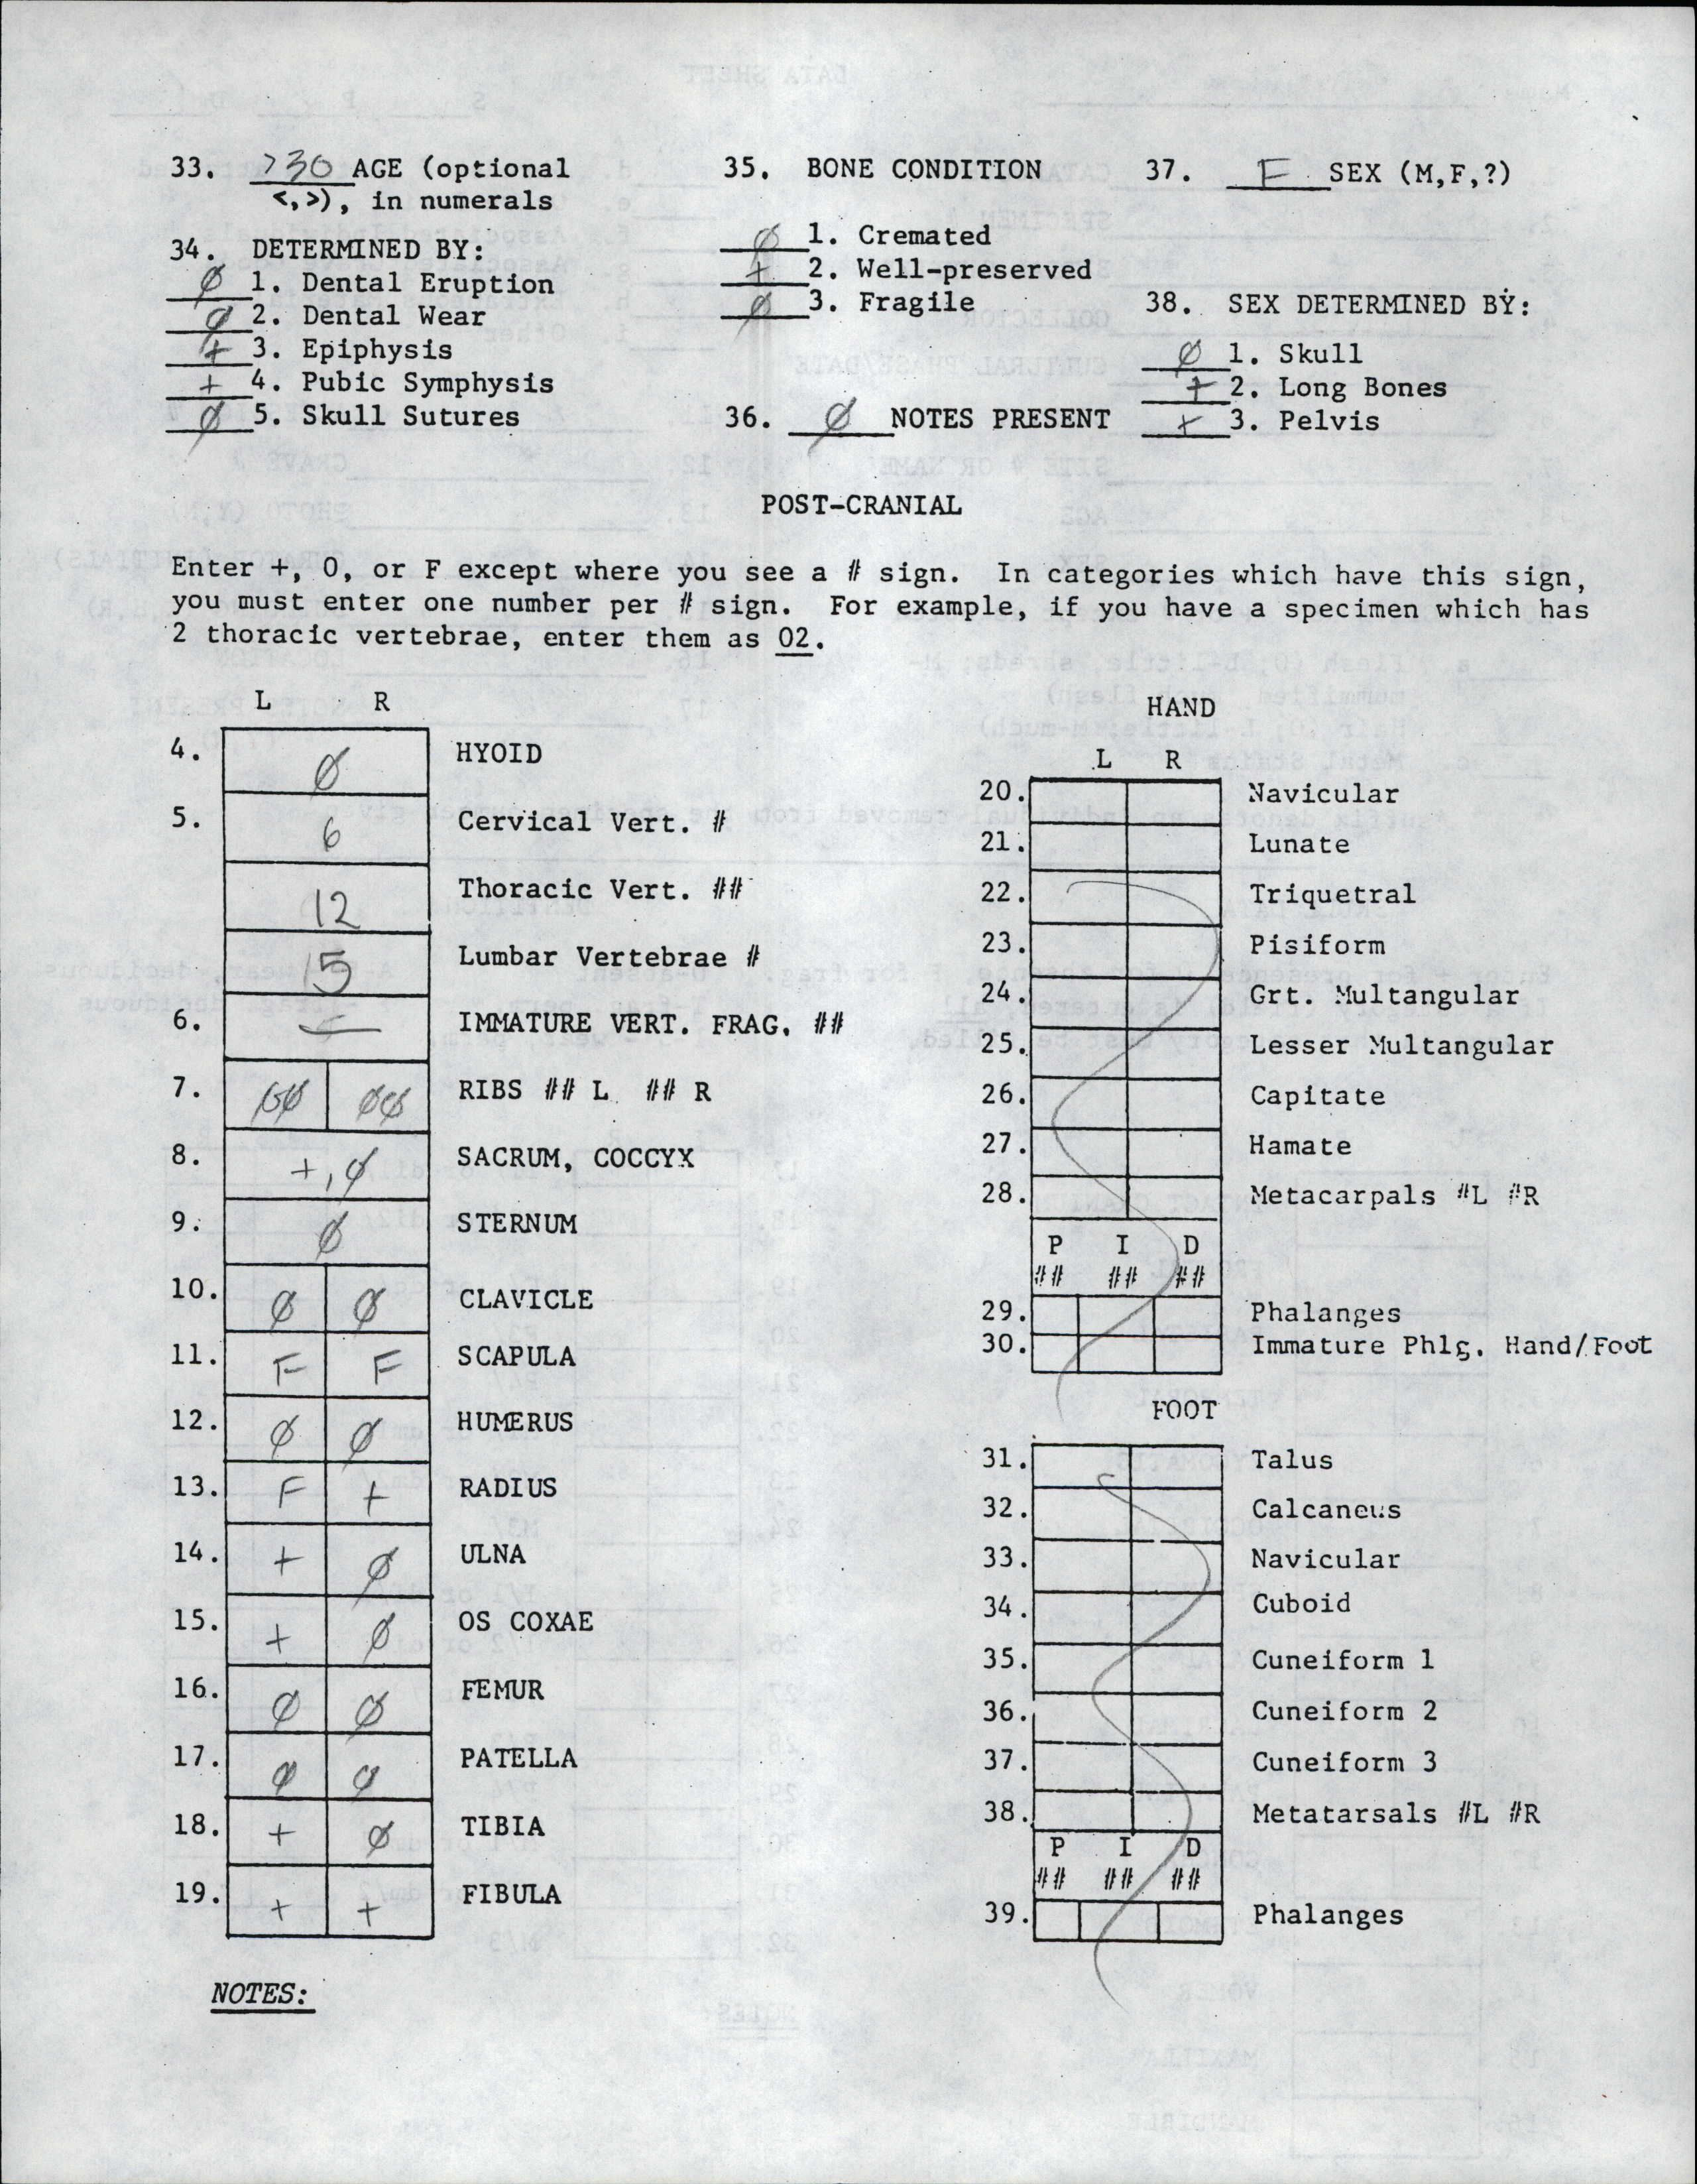 33. >30 AGE (optional
<,>), in numerals
34. DETERMINED BY:
Ø 1. Dental Eruption
Ø 2. Dental Wear
+ 3. Epiphysis
+ 4. Pubic Symphysis
Ø 5. Skull Sutures
35. BONE CONDITION
Ø 1. Cremated
+ 2. Well-preserved
Ø 3. Fragile
36. Ø NOTES PRESENT
37. F SEX (M,F,?)
38. SEX DETERMINED BY:
Ø 1. Skull
+ 2. Long Bones
+ 3. Pelvis
POST-CRANIAL
Enter +, 0, or F except where you see a # sign. In categories which have this sign,
you must enter one number per # sign. For example, if you have a specimen which has
2 thoracic vertebrae, enter them as 02.
L R
4. Ø HYOID
5. 6 Cervical Vert. #
12 Thoracic Vert. ##
5 Lumbar Vertebrae #
6. IMMATURE VERT. FRAG. ##
7. ØØ ØØ RIBS ## L ## R
8. +,Ø SACRUM, COCCYX
9. Ø STERNUM
10. Ø Ø CLAVICLE
11. F F SCAPULA
12. Ø Ø HUMERUS
13. F + RADIUS
14. + Ø ULNA
15. + Ø OS COXAE
16. Ø Ø FEMUR
17. Ø Ø PATELLA
18. + Ø TIBIA
19. + + FIBULA
NOTES:
HAND
L R
20. Navicular
21. Lunate
22. Triquetral
23. Pisiform
24. Grt. Multangular
25. Lesser Multangular
26. Capitate
27. Hamate
28. Metacarpals #L #R
P I D
## ## ##
29. Phalanges
30. Immature Phlg. Hand/Foot
FOOT
31. Talus
32. Calcaneus
33. Navicular
34. Cuboid
35. Cuneiform 1
36. Cuneiform 2
37. Cuneiform 3
38. Metatarsals #L #R
P I D
## ## ##
39. Phalanges